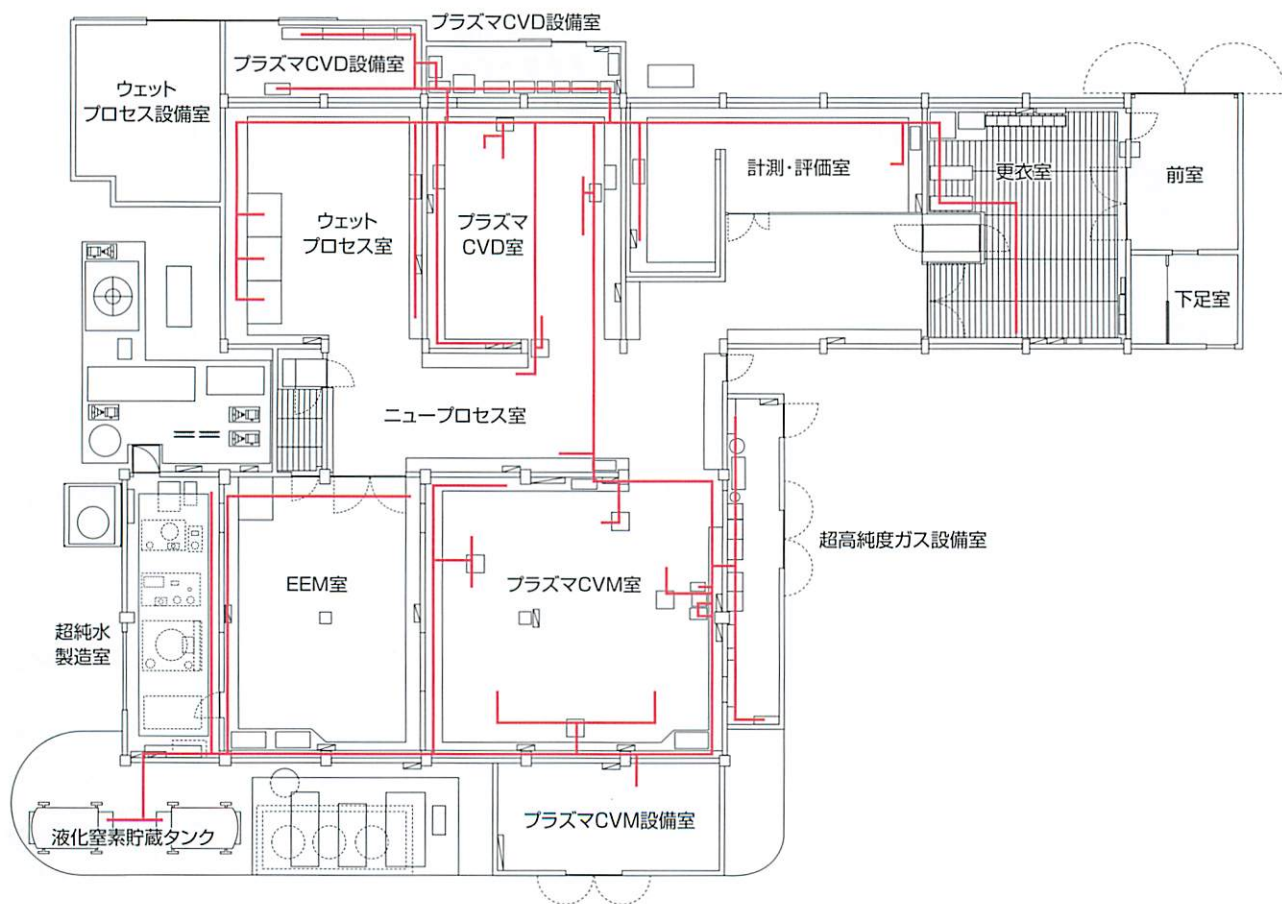 プラズマCVD設備室
プラズマCVD設備室
ウェット
プロセス設備室
計測・評価室
更衣室
前室
ウェット
プロセス室
プラズマ
CVD室
下足室
ニュープロセス室
超高純度ガス設備室
EEM室
プラズマCVM室
超純水
製造室
プラズマCVM設備室
液化窒素貯蔵タンク